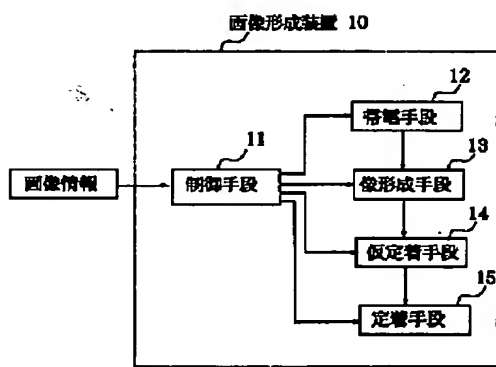 画像形成装置 10
12
帯電手段
11
13
画像情報
制御手段
像形成手段
14
仮定着手段
15
定着手段